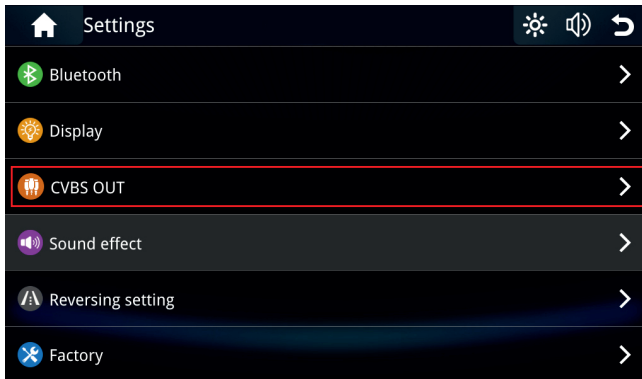 Settings
Bluetooth
Display
CVBS OUT
Sound effect
Reversing setting
Factory